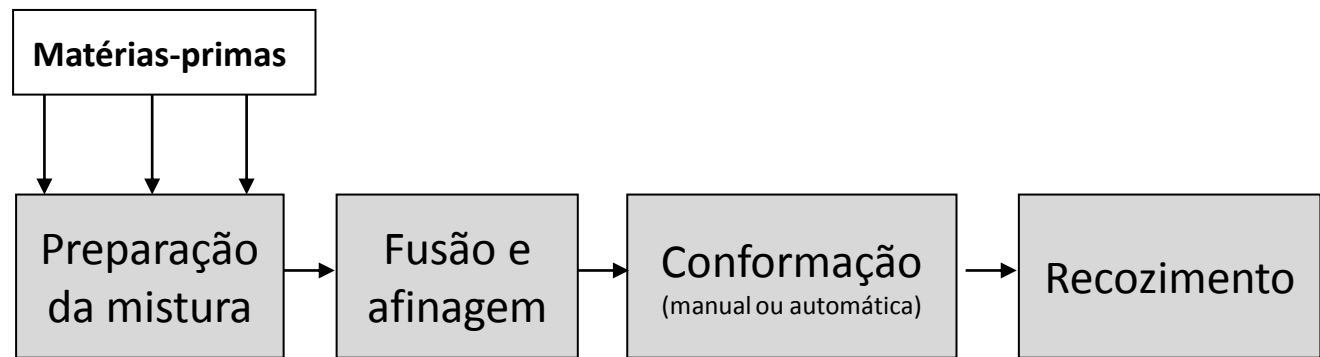 Matérias-primas
Preparação
da mistura
Fusão e
afinagem
Conformação
(manual ou automática)
Recozimento